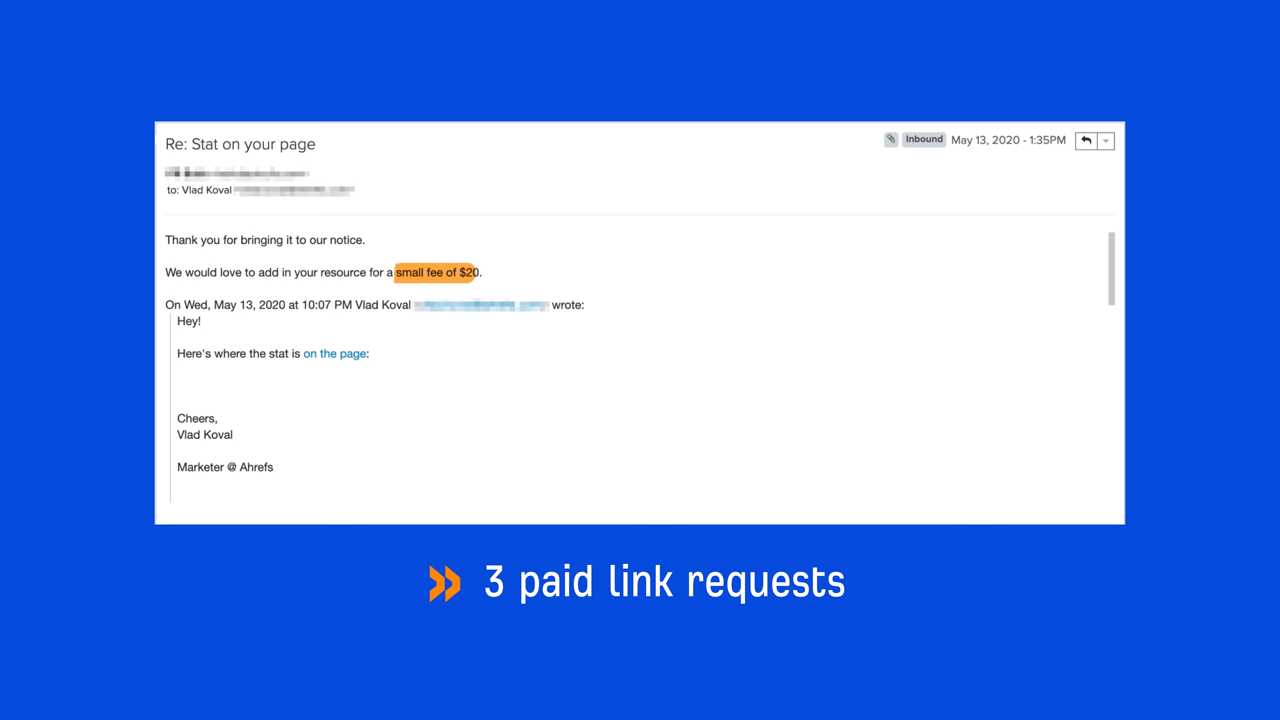 Re: Stat on your page
Inbound May 13, 2020 - 1:35PM
to: Vlad Koval
Thank you for bringing it to our notice.
We would love to add in your resource for a small fee of $20.
On Wed, May 13, 2020 at 10:07 PM Vlad Koval wrote:
Hey!
Here's where the stat is on the page:
Cheers,
Vlad Koval
Marketer @ Ahrefs
3 paid link requests